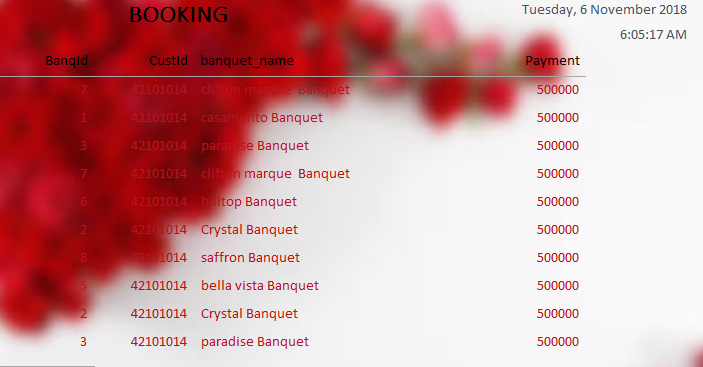 BOOKING
Tuesday, 6 November 2018
6:05:17 AM
BanqId CustId banquet_name Payment
7 42101014 clifton marque Banquet 500000
1 42101014 casamento Banquet 500000
3 42101014 paradise Banquet 500000
7 42101014 clifton marque Banquet 500000
6 42101014 hilltop Banquet 500000
2 42101014 Crystal Banquet 500000
8 42101014 saffron Banquet 500000
5 42101014 bella vista Banquet 500000
2 42101014 Crystal Banquet 500000
3 42101014 paradise Banquet 500000